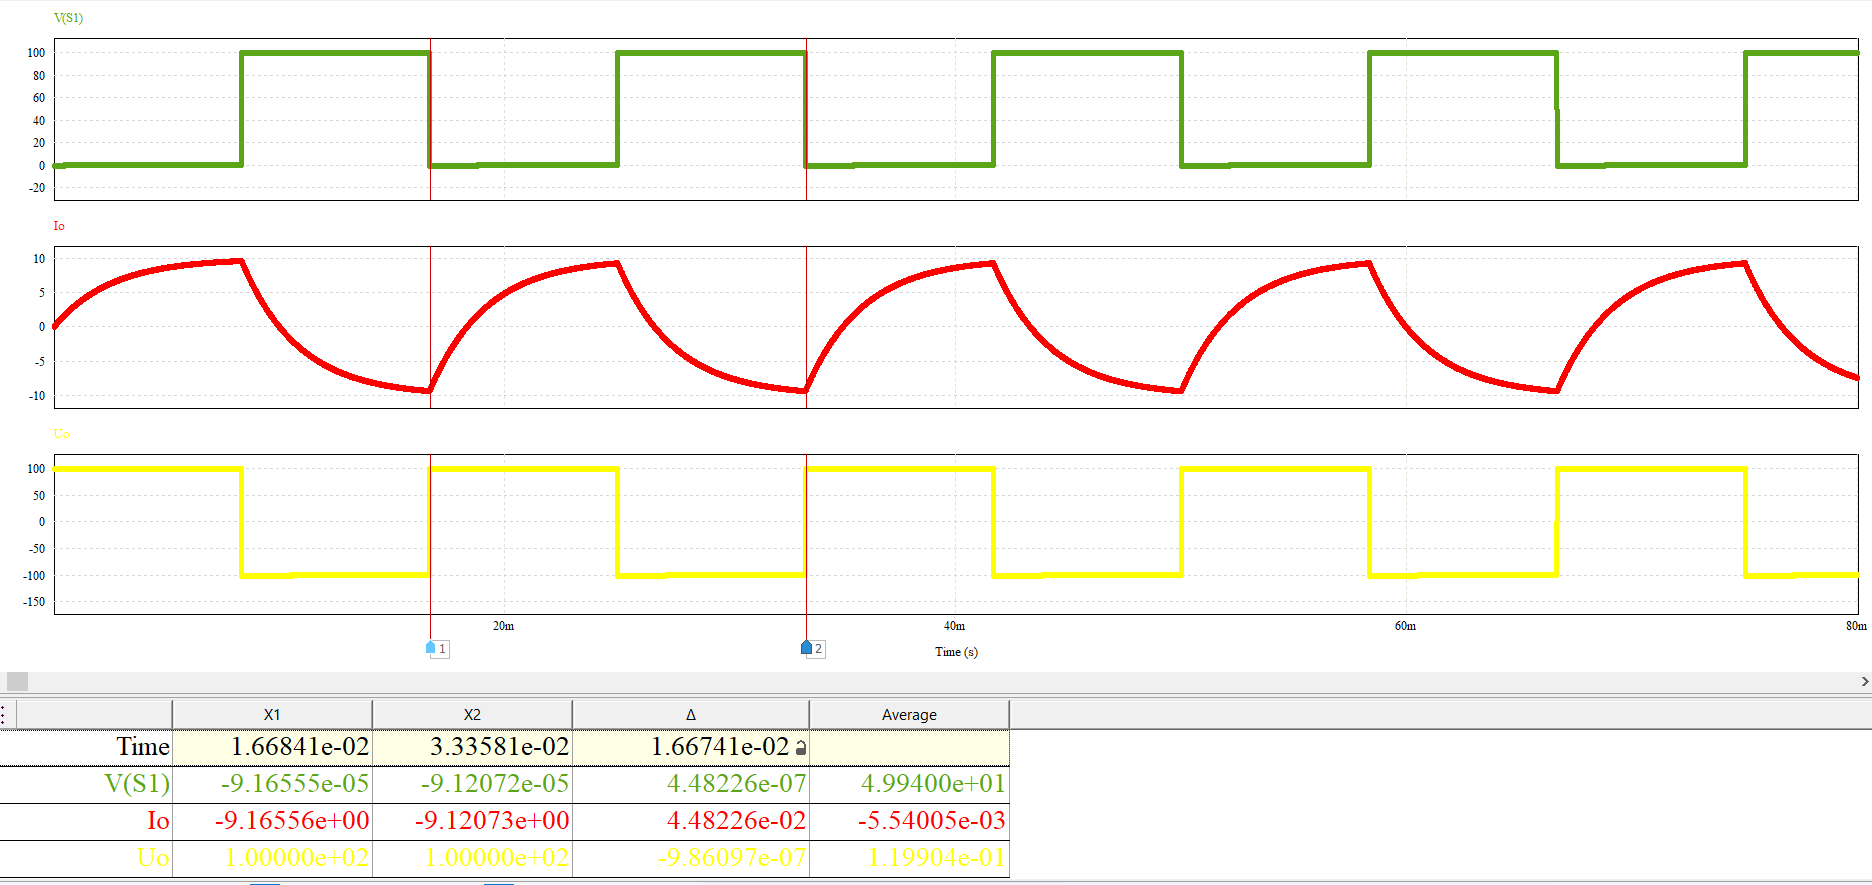 V(S1)
100
80
60
40
20
0
-20
Io
10
5
0
-5
-10
Uo
100
50
0
-50
-100
-150
20m 40m 60m 80m
1 2 Time (s)
X1 X2 Δ Average
Time 1.66841e-02 3.33581e-02 1.66741e-02
V(S1) -9.16555e-05 -9.12072e-05 4.48226e-07 4.99400e+01
Io -9.16556e+00 -9.12073e+00 4.48226e-02 -5.54005e-03
Uo 1.00000e+02 1.00000e+02 -9.86097e-07 1.19904e-01